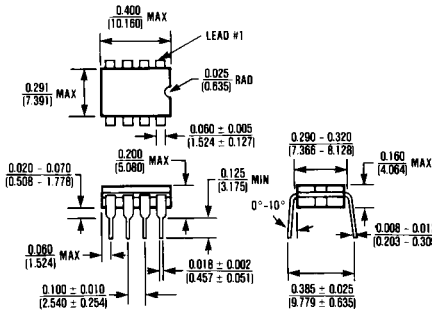 0.400
(10.160) MAX
LEAD #1
0.291
(7.391) MAX
0.025
(0.635) RAD
0.060 ± 0.005
(1.524 ± 0.127)
0.290 - 0.320
(7.366 - 8.128)
0.020 - 0.070
(0.508 - 1.778)
0.200
(5.080) MAX
0.125
(3.175) MIN
0.160
(4.064) MAX
0°-10°
0.060
(1.524) MAX
0.018 ± 0.002
(0.457 ± 0.051)
0.100 ± 0.010
(2.540 ± 0.254)
0.385 ± 0.025
(9.779 ± 0.635)